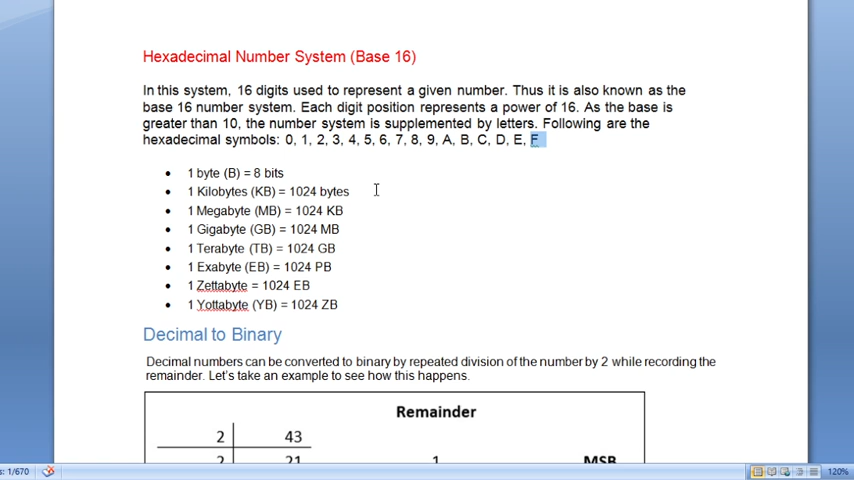 Hexadecimal Number System (Base 16)
In this system, 16 digits used to represent a given number. Thus it is also known as the
base 16 number system. Each digit position represents a power of 16. As the base is
greater than 10, the number system is supplemented by letters. Following are the
hexadecimal symbols: 0, 1, 2, 3, 4, 5, 6, 7, 8, 9, A, B, C, D, E, F
• 1 byte (B) = 8 bits
• 1 Kilobytes (KB) = 1024 bytes
• 1 Megabyte (MB) = 1024 KB
• 1 Gigabyte (GB) = 1024 MB
• 1 Terabyte (TB) = 1024 GB
• 1 Exabyte (EB) = 1024 PB
• 1 Zettabyte = 1024 EB
• 1 Yottabyte (YB) = 1024 ZB
Decimal to Binary
Decimal numbers can be converted to binary by repeated division of the number by 2 while recording the
remainder. Let's take an example to see how this happens.
Remainder
2 43
2 21 1 MSB
s: 1/670 120%